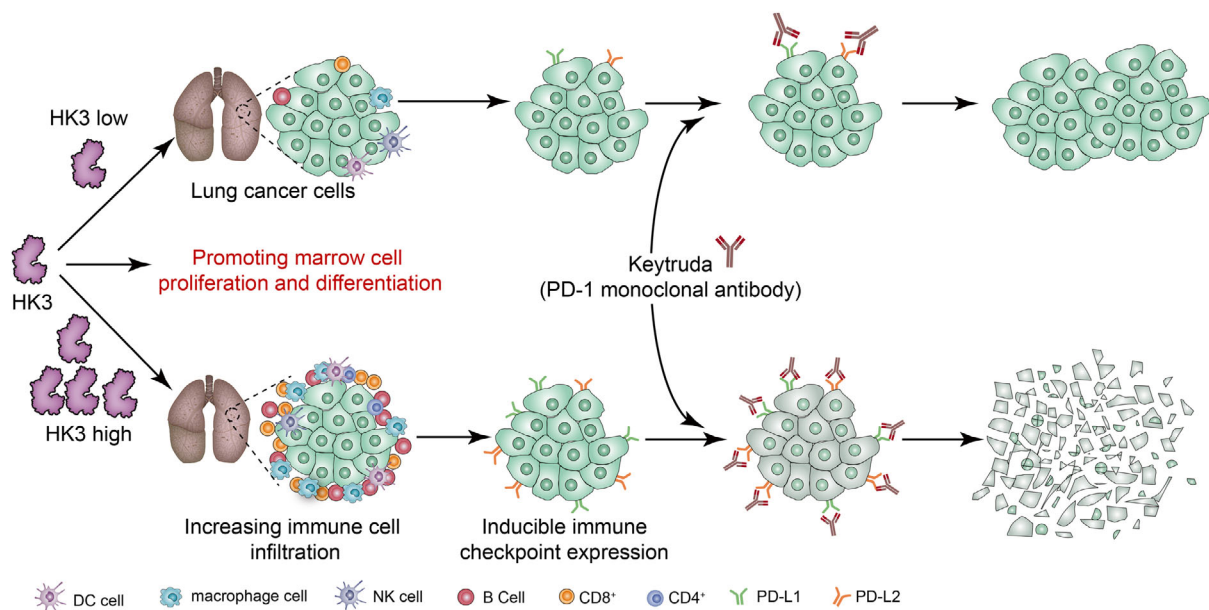 HK3 low
Lung cancer cells
Promoting marrow cell
proliferation and differentiation
HK3
Keytruda
(PD-1 monoclonal antibody)
HK3 high
Increasing immune cell
infiltration
Inducible immune
checkpoint expression
DC cell
macrophage cell
NK cell
B Cell
CD8⁺
CD4⁺
PD-L1
PD-L2